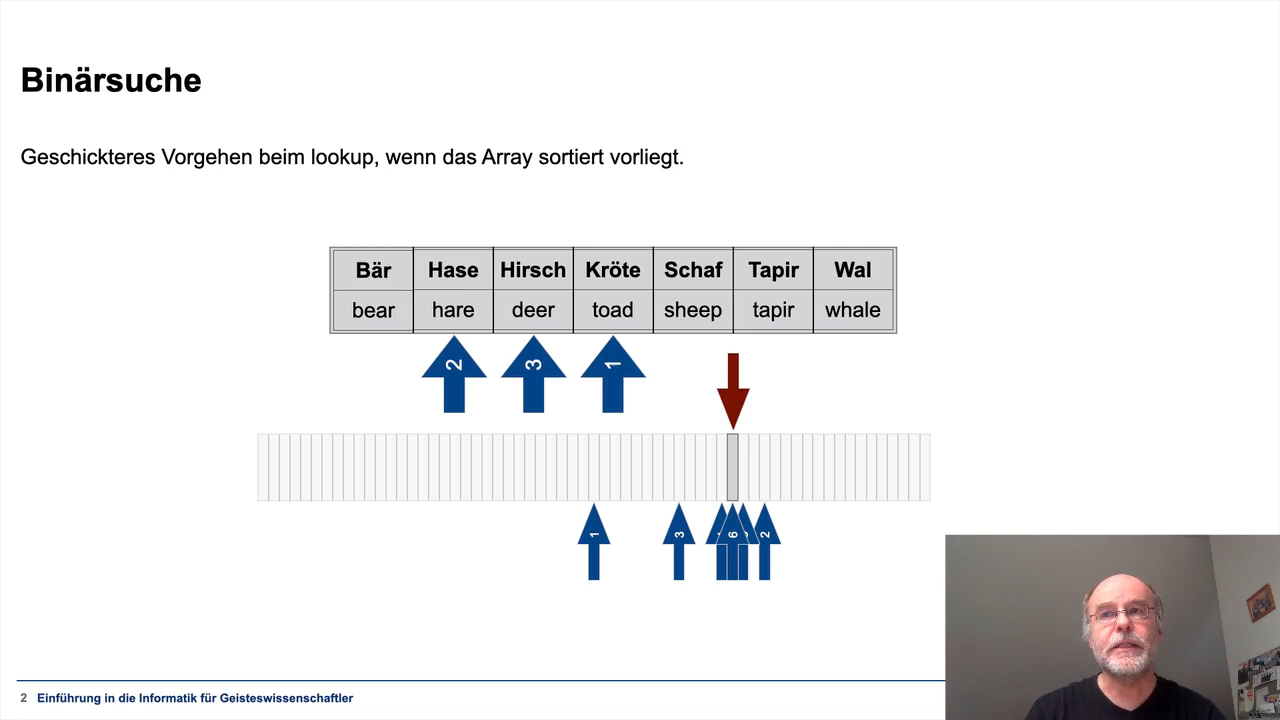 Binärsuche
Geschickteres Vorgehen beim lookup, wenn das Array sortiert vorliegt.
Bär Hase Hirsch Kröte Schaf Tapir Wal
bear hare deer toad sheep tapir whale
2 3 1
1 3 6 2
2 Einführung in die Informatik für Geisteswissenschaftler